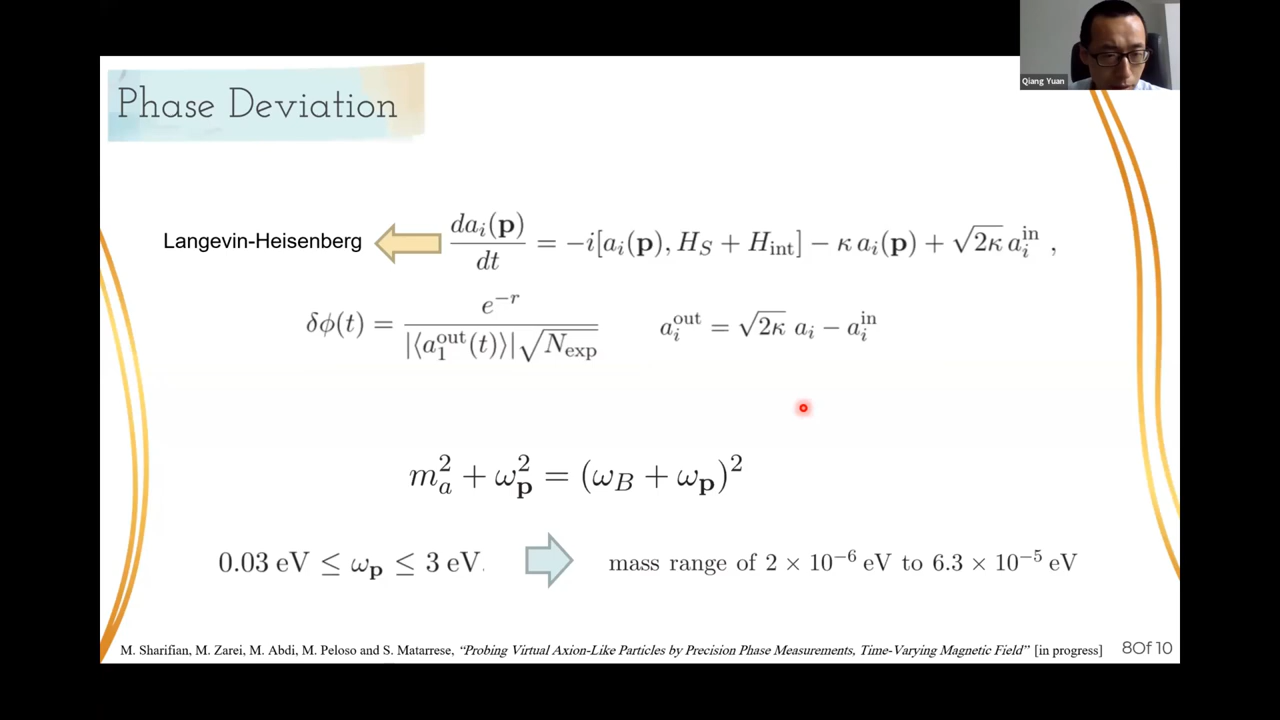 Qiang Yuan
Phase Deviation
Langevin-Heisenberg
da_i(𝐩)/dt = −i[a_i(𝐩), H_S + H_int] − κ a_i(𝐩) + √(2κ) a_i^in ,
δϕ(t) = e^{−r} / (|⟨a_1^out(t)⟩| √N_exp)
a_i^out = √(2κ) a_i − a_i^in
m_a^2 + ω_𝐩^2 = (ω_B + ω_𝐩)^2
0.03 eV ≤ ω_𝐩 ≤ 3 eV.
mass range of 2 × 10^{−6} eV to 6.3 × 10^{−5} eV
M. Sharifian, M. Zarei, M. Abdi, M. Peloso and S. Matarrese, “Probing Virtual Axion-Like Particles by Precision Phase Measurements, Time-Varying Magnetic Field” [in progress]
8Of 10